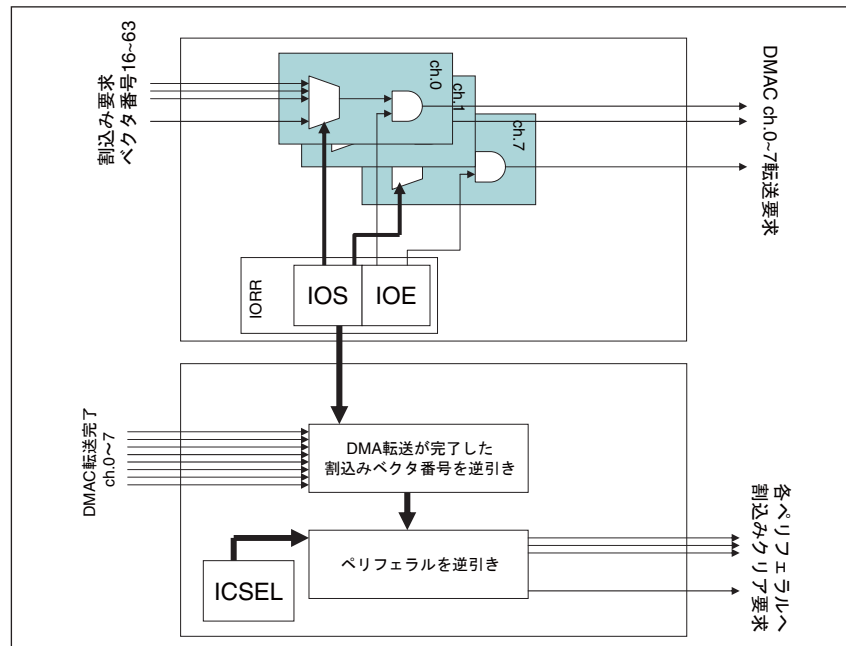 割込み要求
ベクタ番号16~63
ch.0
ch.1
ch.7
DMAC ch.0~7転送要求
IORR
IOS
IOE
DMAC転送完了
ch.0～7
DMA転送が完了した
割込みベクタ番号を逆引き
ペリフェラルを逆引き
ICSEL
各ペリフェラルへ
割込みクリア要求